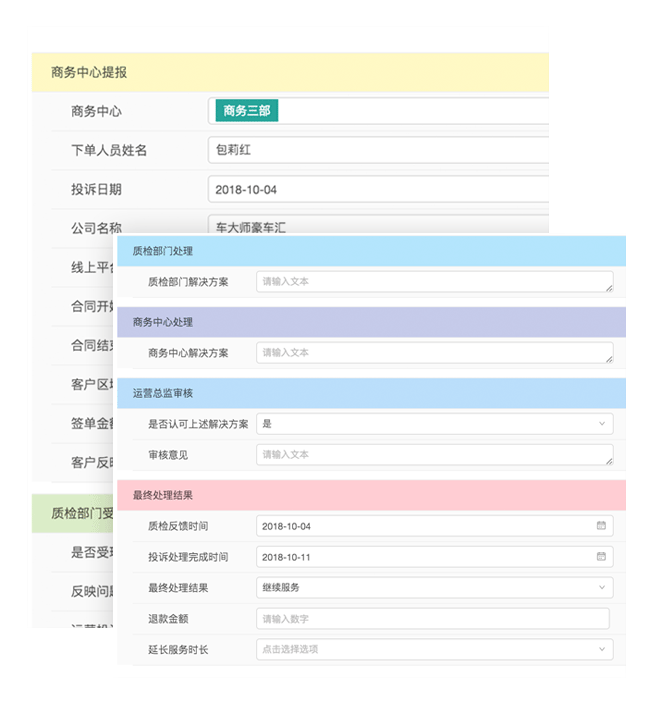 商务中心提报
商务中心 商务三部
下单人员姓名 包莉红
投诉日期 2018-10-04
公司名称 车大师豪车汇
线上平
合同开
合同结
客户区
签单金
客户反
质检部门受
是否受
反映问
质检部门处理
质检部门解决方案 请输入文本
商务中心处理
商务中心解决方案 请输入文本
运营总监审核
是否认可上述解决方案 是
审核意见 请输入文本
最终处理结果
质检反馈时间 2018-10-04
投诉处理完成时间 2018-10-11
最终处理结果 继续服务
退款金额 请输入数字
延长服务时长 点击选择选项